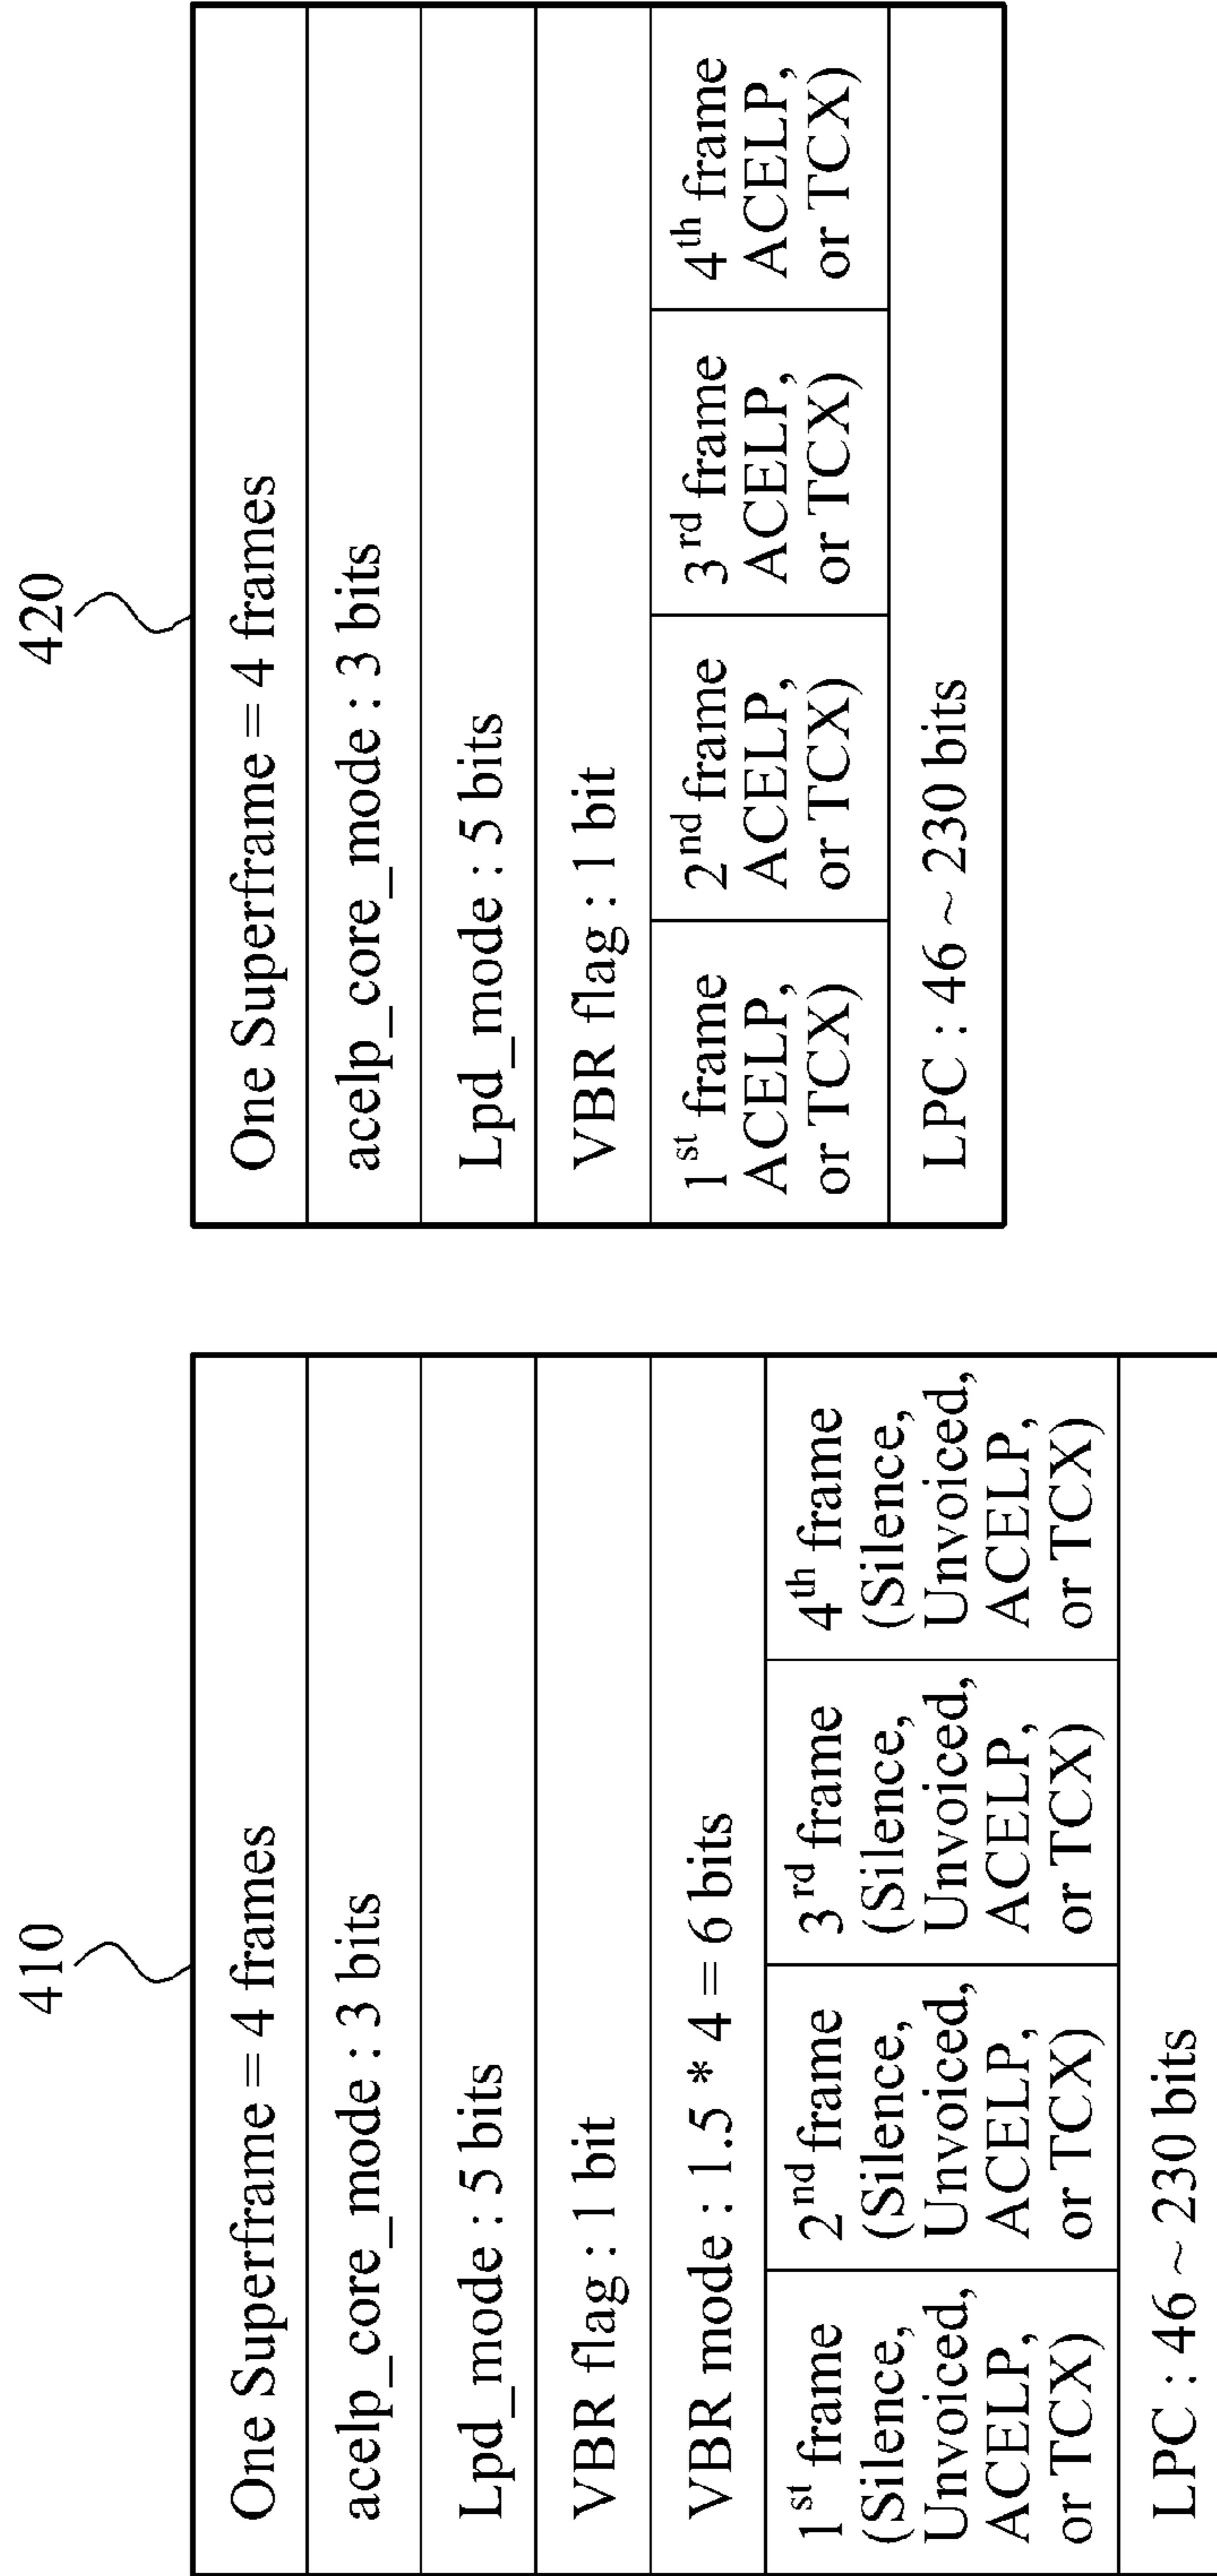 410
One Superframe = 4 frames
acelp_core_mode : 3 bits
Lpd_mode : 5 bits
VBR flag : 1 bit
VBR mode : 1.5 * 4 = 6 bits
1st frame
(Silence,
Unvoiced,
ACELP,
or TCX)
2nd frame
(Silence,
Unvoiced,
ACELP,
or TCX)
3rd frame
(Silence,
Unvoiced,
ACELP,
or TCX)
4th frame
(Silence,
Unvoiced,
ACELP,
or TCX)
LPC : 46 ~ 230 bits
420
One Superframe = 4 frames
acelp_core_mode : 3 bits
Lpd_mode : 5 bits
VBR flag : 1 bit
1st frame
ACELP,
or TCX)
2nd frame
ACELP,
or TCX)
3rd frame
ACELP,
or TCX)
4th frame
ACELP,
or TCX)
LPC : 46 ~ 230 bits